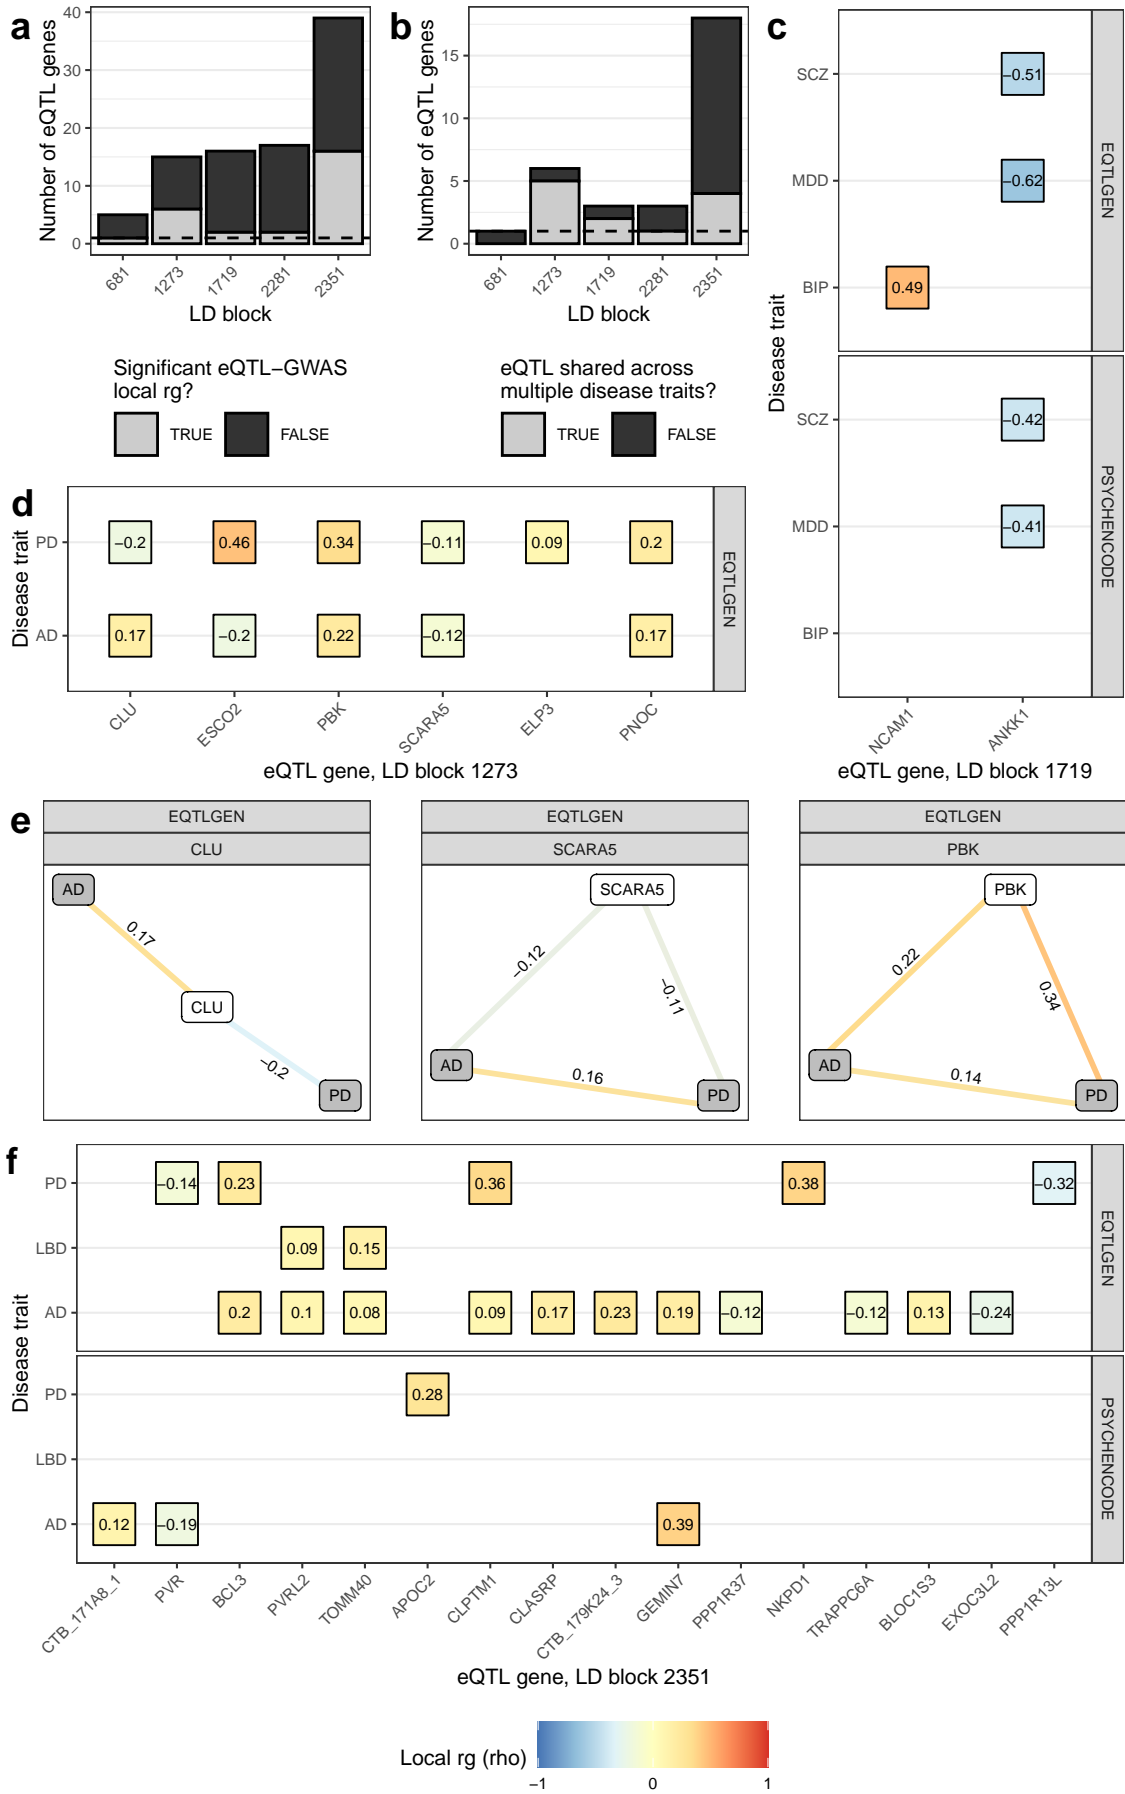 a
Number of eQTL genes
40
30
20
10
0
681
1273
1719
2281
2351
LD block
Significant eQTL−GWAS
local rg?
TRUE
FALSE
b
Number of eQTL genes
15
10
5
0
681
1273
1719
2281
2351
LD block
eQTL shared across
multiple disease traits?
TRUE
FALSE
c
Disease trait
SCZ
−0.51
MDD
−0.62
BIP
0.49
EQTLGEN
SCZ
−0.42
MDD
−0.41
BIP
PSYCHENCODE
NCAM1
ANKK1
eQTL gene, LD block 1719
d
Disease trait
PD
−0.2
0.46
0.34
−0.11
0.09
0.2
AD
0.17
−0.2
0.22
−0.12
0.17
EQTLGEN
CLU
ESCO2
PBK
SCARA5
ELP3
PNOC
eQTL gene, LD block 1273
e
EQTLGEN
CLU
AD
0.17
CLU
−0.2
PD
EQTLGEN
SCARA5
SCARA5
−0.12
−0.11
AD
0.16
PD
EQTLGEN
PBK
PBK
0.22
0.34
AD
0.14
PD
f
Disease trait
PD
−0.14
0.23
0.36
0.38
−0.32
LBD
0.09
0.15
AD
0.2
0.1
0.08
0.09
0.17
0.23
0.19
−0.12
−0.12
0.13
−0.24
EQTLGEN
PD
0.28
LBD
AD
0.12
−0.19
0.39
PSYCHENCODE
CTB_171A8_1
PVR
BCL3
PVRL2
TOMM40
APOC2
CLPTM1
CLASRP
CTB_179K24_3
GEMIN7
PPP1R37
NKPD1
TRAPPC6A
BLOC1S3
EXOC3L2
PPP1R13L
eQTL gene, LD block 2351
Local rg (rho)
−1
0
1